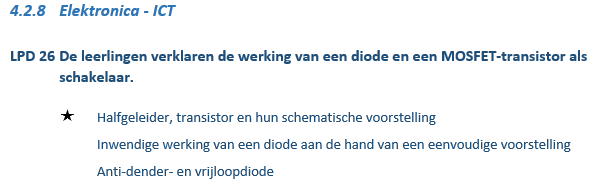 4.2.8 Elektronica - ICT
LPD 26 De leerlingen verklaren de werking van een diode en een MOSFET-transistor als
schakelaar.
★ Halfgeleider, transistor en hun schematische voorstelling
Inwendige werking van een diode aan de hand van een eenvoudige voorstelling
Anti-dender- en vrijloopdiode